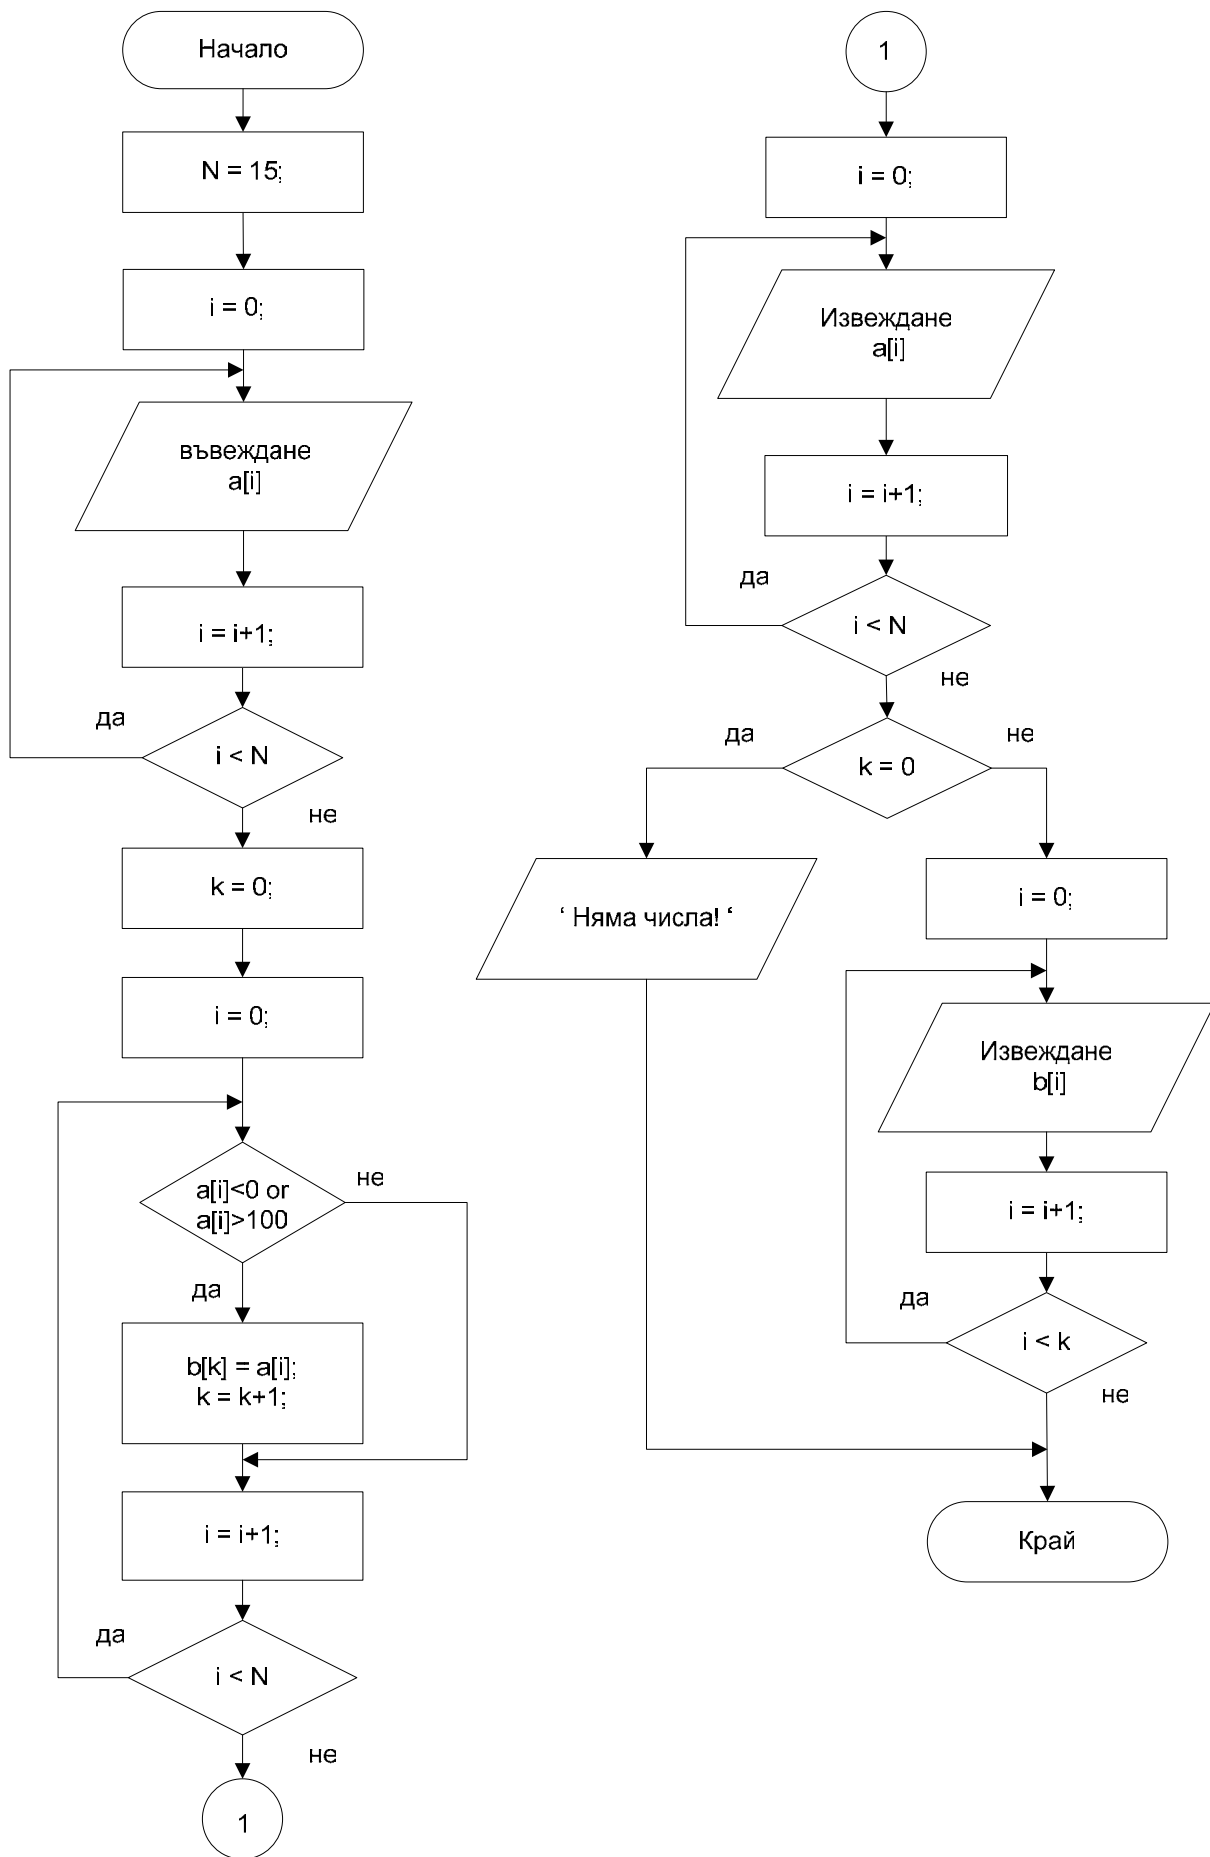 Начало
N = 15;
i = 0;
въвеждане
a[i]
i = i+1;
да
i < N
не
k = 0;
i = 0;
a[i]<0 or
a[i]>100
не
да
b[k] = a[i];
k = k+1;
i = i+1;
да
i < N
не
1
1
i = 0;
Извеждане
a[i]
i = i+1;
да
i < N
не
да
k = 0
не
‘ Няма числа! ‘
i = 0;
Извеждане
b[i]
i = i+1;
да
i < k
не
Край